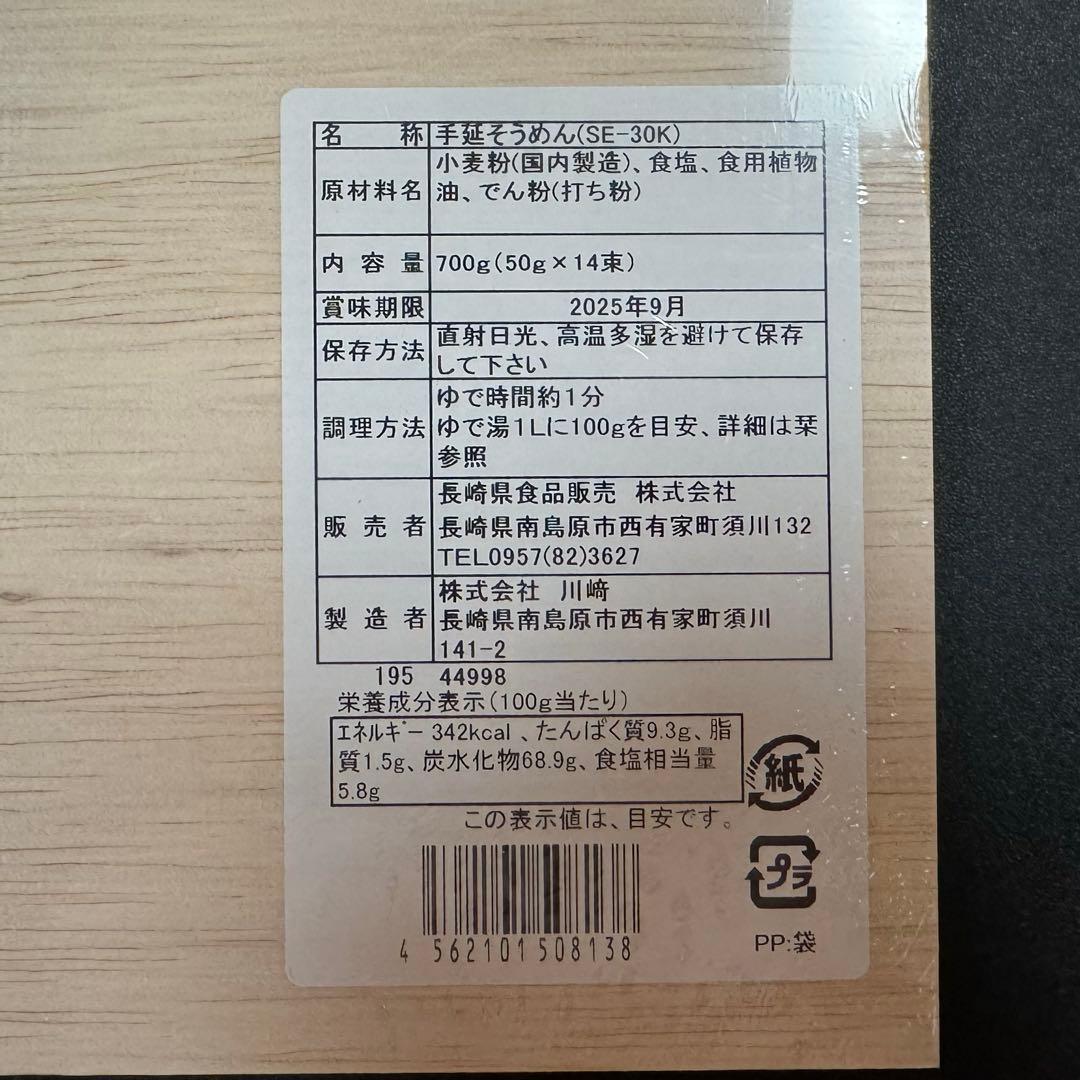 名 称 手延そうめん(SE-30K)
原材料名 小麦粉(国内製造)、食塩、食用植物
油、でん粉(打ち粉)
内容量 700g(50g×14束)
賞味期限 2025年9月
保存方法 直射日光、高温多湿を避けて保存
して下さい
調理方法 ゆで時間約1分
ゆで湯1Lに100gを目安、詳細は栞
参照
販売者 長崎県食品販売 株式会社
長崎県南島原市西有家町須川132
TEL0957(82)3627
製造者 株式会社 川﨑
長崎県南島原市西有家町須川
141-2
195 44998
栄養成分表示(100g当たり)
エネルギー 342kcal 、たんぱく質9.3g、脂
質1.5g、炭水化物68.9g、食塩相当量
5.8g
この表示値は、目安です。
紙
プラ
PP:袋
4 562101 508138